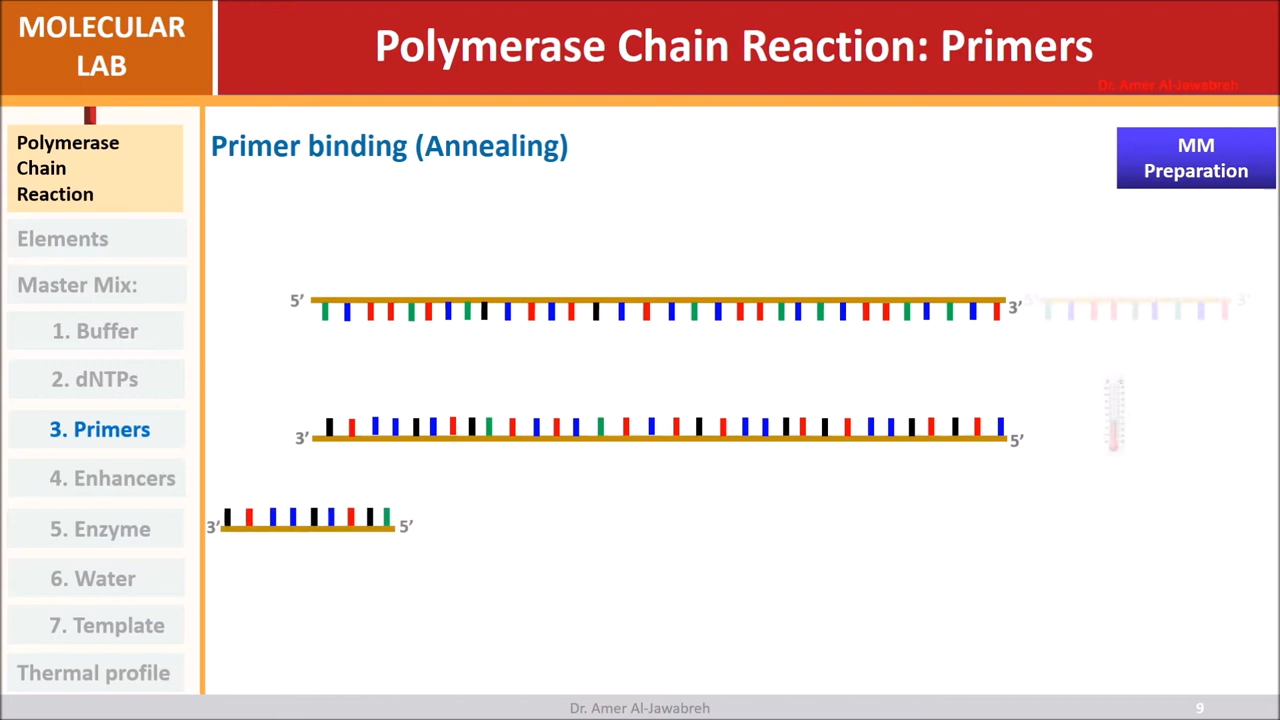 MOLECULAR
LAB
Polymerase Chain Reaction: Primers
Dr. Amer Al-Jawabreh
Polymerase
Chain
Reaction
Elements
Master Mix:
1. Buffer
2. dNTPs
3. Primers
4. Enhancers
5. Enzyme
6. Water
7. Template
Thermal profile
Primer binding (Annealing)
MM
Preparation
5’ 3’ 5’ 3’
3’ 5’
3’ 5’
Dr. Amer Al-Jawabreh
9